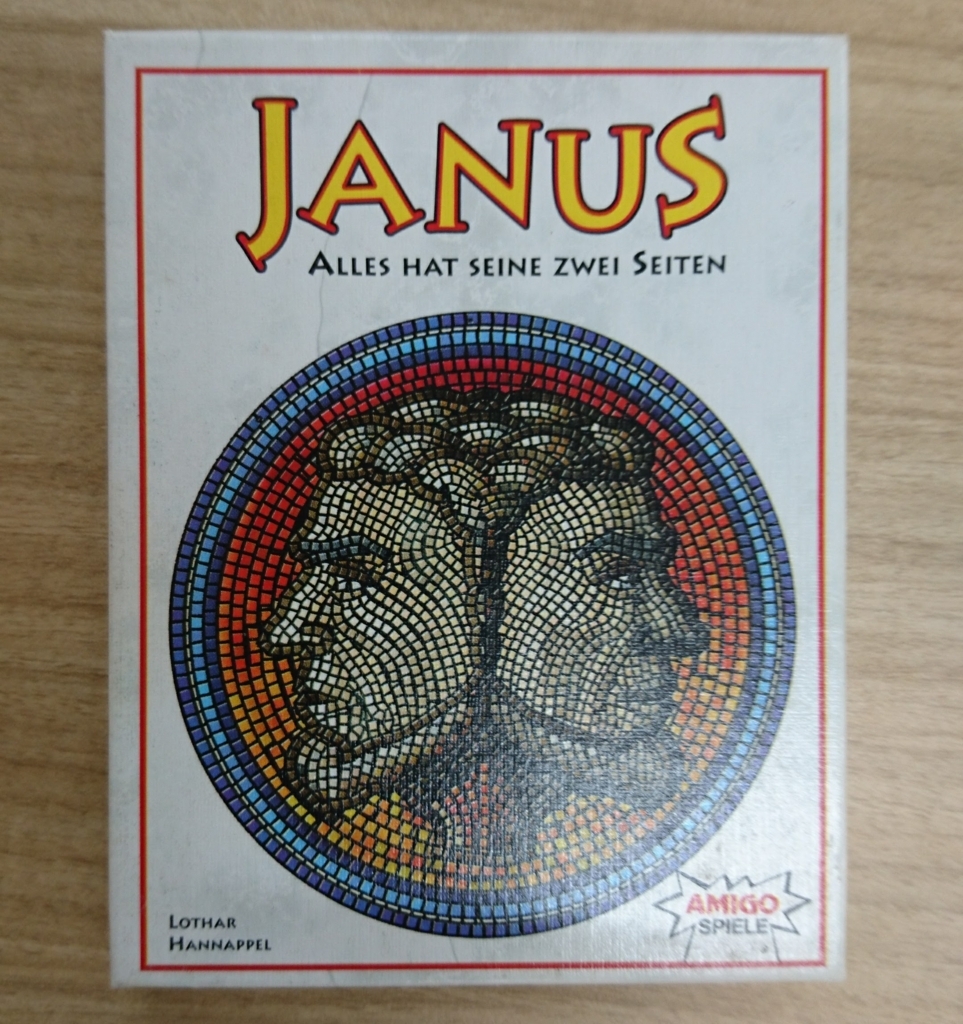 JANUS
ALLES HAT SEINE ZWEI SEITEN
LOTHAR
HANNAPPEL
AMIGO
SPIELE